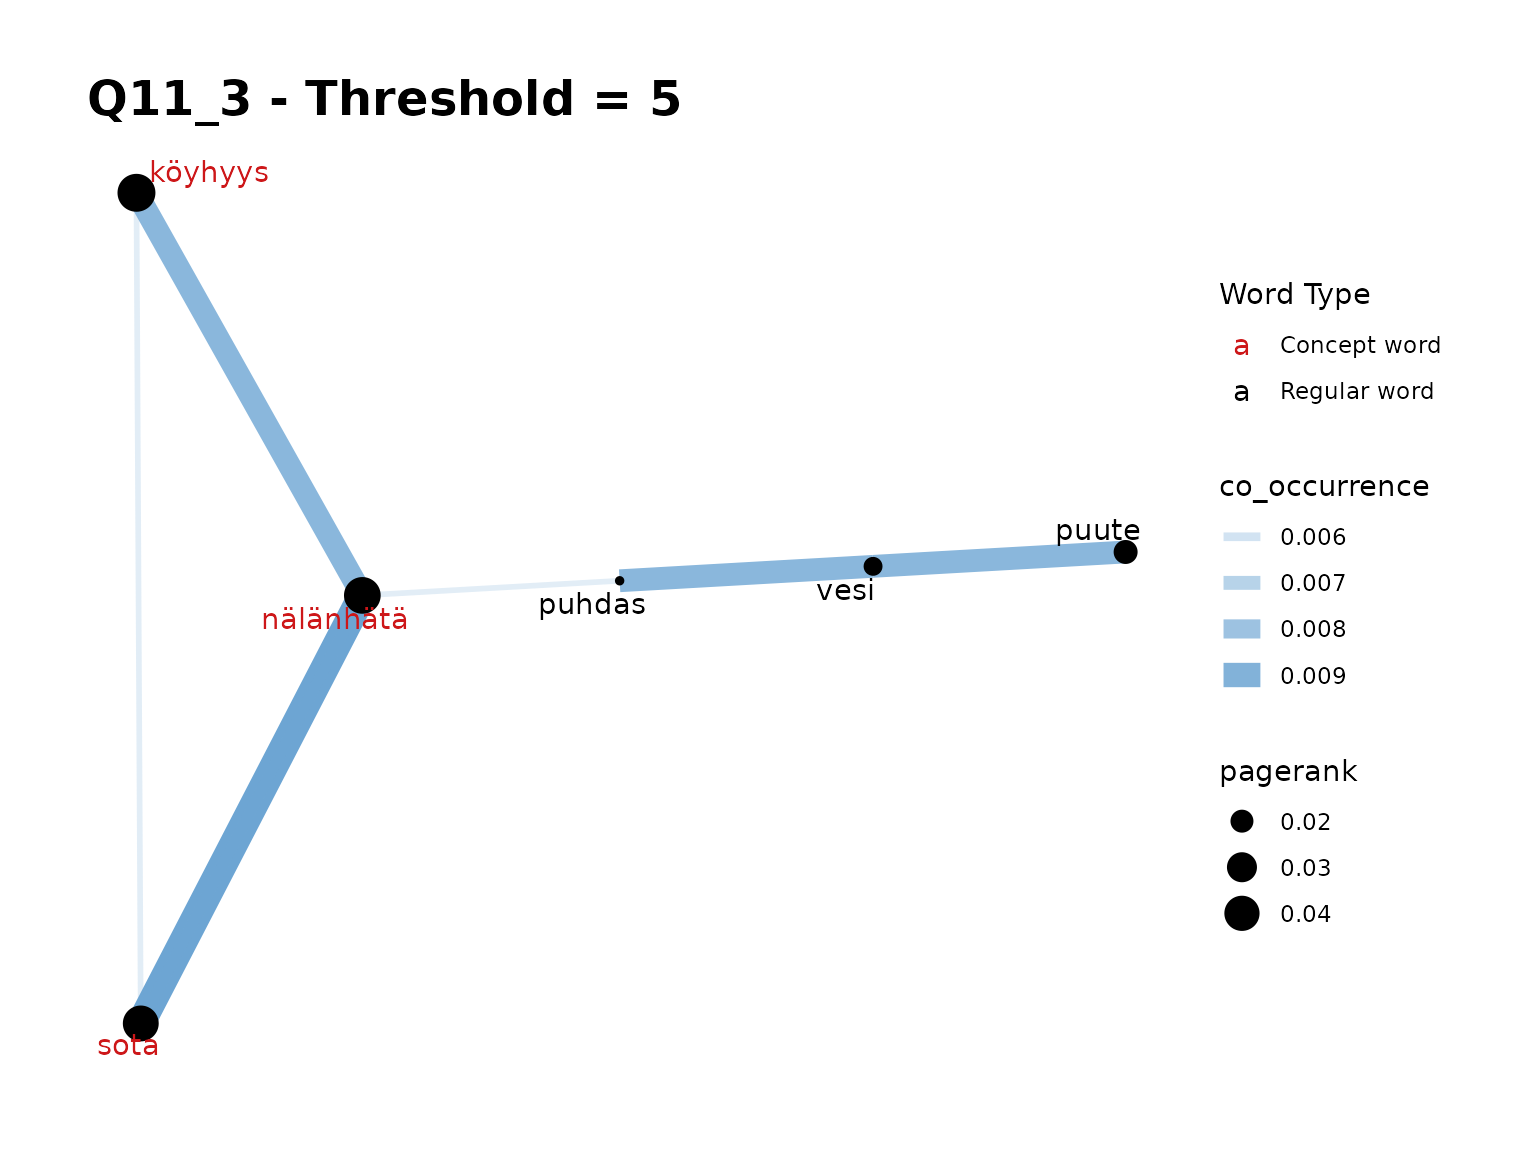 Q11_3 - Threshold = 5
köyhyys
nälänhätä
puhdas
vesi
puute
sota
Word Type
a Concept word
a Regular word
co_occurrence
0.006
0.007
0.008
0.009
pagerank
0.02
0.03
0.04